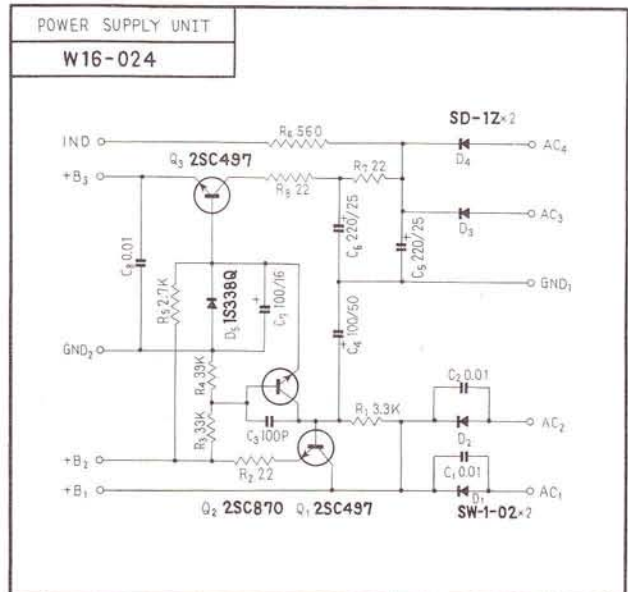 POWER SUPPLY UNIT
W16-024
SD-1Z×2
IND
R6 560
D4
AC4
Q3 2SC497
+B3
R8 22
R7 22
C6 220/25
D3
AC3
C5 220/25
C8 0.01
GND1
R5 2.7K
D5 1S338Q
C7 100/16
C4 100/50
GND2
R4 39K
C2 0.01
R1 3.3K
D2
AC2
R3 33K
C3 100P
C1 0.01
+B2
R2 22
+B1
D1
AC1
Q2 2SC870
Q1 2SC497
SW-1-02×2